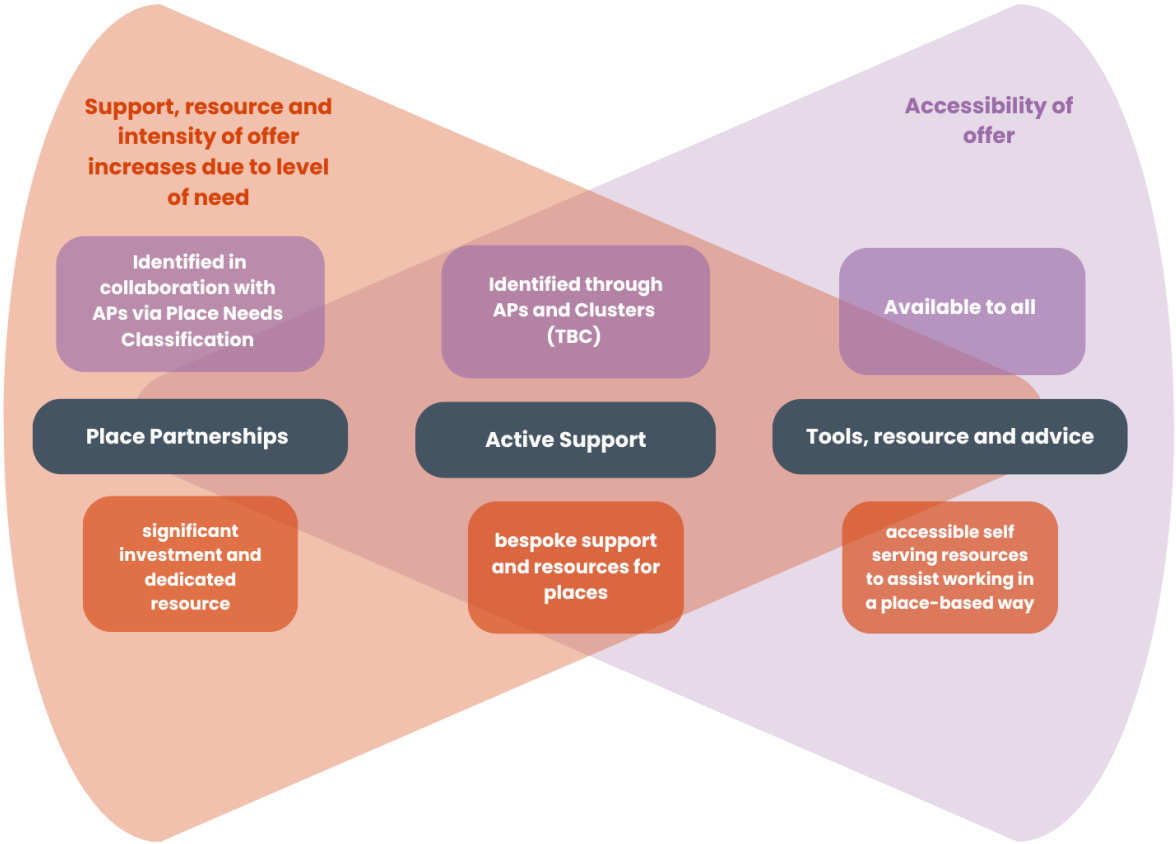 Support, resource and
intensity of offer
increases due to level
of need
Accessibility of
offer
Identified in
collaboration with
APs via Place Needs
Classification
Identified through
APs and Clusters
(TBC)
Available to all
Place Partnerships
Active Support
Tools, resource and advice
significant
investment and
dedicated
resource
bespoke support
and resources for
places
accessible self
serving resources
to assist working in
a place-based way